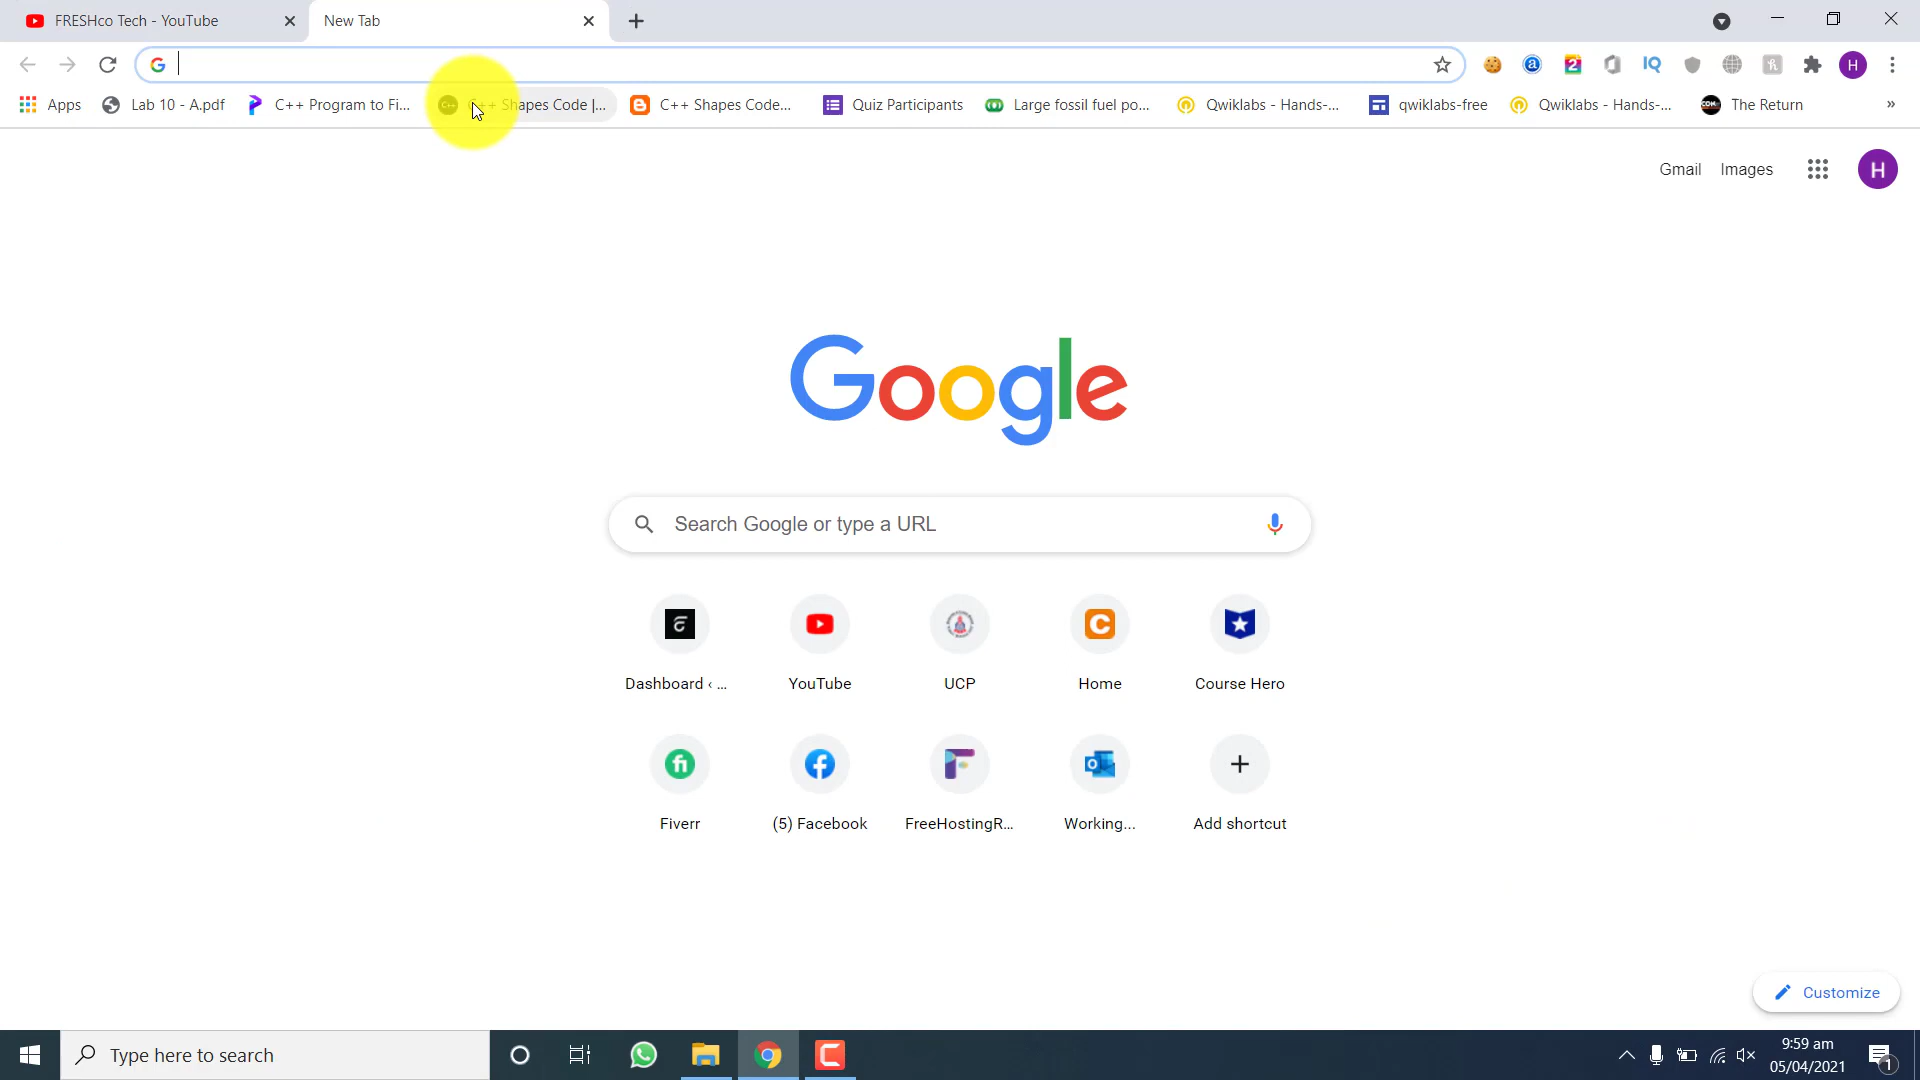 FRESHco Tech - YouTube
New Tab
Apps
Lab 10 - A.pdf
C++ Program to Fi...
C++ Shapes Code |...
C++ Shapes Code...
Quiz Participants
Large fossil fuel po...
Qwiklabs - Hands-...
qwiklabs-free
Qwiklabs - Hands-...
The Return
»
Gmail
Images
H
Google
Search Google or type a URL
Dashboard ‹ ...
YouTube
UCP
Home
Course Hero
Fiverr
(5) Facebook
FreeHostingR...
Working...
Add shortcut
Customize
Type here to search
9:59 am
05/04/2021
1